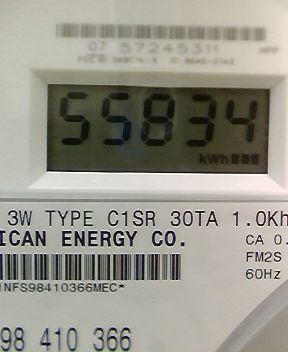 07 57245311
55834
kWh
3W TYPE C1SR 30TA 1.0Kh
ICAN ENERGY CO.
CA 0.
FM2S
60Hz
NFS98410366MEC*
98 410 366